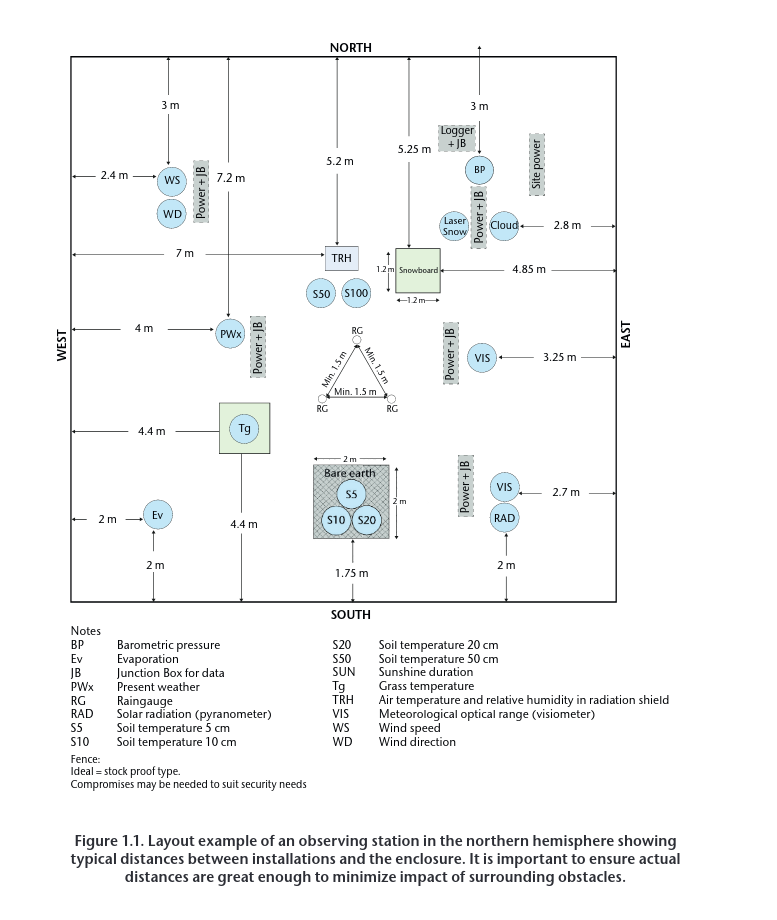 NORTH
3 m
3 m
Logger
+ JB
Site power
5.25 m
5.2 m
BP
2.4 m
WS
Power + JB
7.2 m
WD
Power + JB
Laser
Snow
Cloud
2.8 m
7 m
TRH
1.2 m
Snowboard
4.85 m
S50
S100
1.2 m
WEST
4 m
PWx
Power + JB
RG
Min. 1.5 m
Min. 1.5 m
Min. 1.5 m
RG
RG
Power + JB
VIS
3.25 m
EAST
4.4 m
Tg
2 m
Bare earth
S5
S10
S20
2 m
Power + JB
VIS
2.7 m
RAD
2 m
Ev
4.4 m
2 m
1.75 m
2 m
SOUTH
Notes
BP Barometric pressure
Ev Evaporation
JB Junction Box for data
PWx Present weather
RG Raingauge
RAD Solar radiation (pyranometer)
S5 Soil temperature 5 cm
S10 Soil temperature 10 cm
S20 Soil temperature 20 cm
S50 Soil temperature 50 cm
SUN Sunshine duration
Tg Grass temperature
TRH Air temperature and relative humidity in radiation shield
VIS Meteorological optical range (visiometer)
WS Wind speed
WD Wind direction
Fence:
Ideal = stock proof type.
Compromises may be needed to suit security needs
Figure 1.1. Layout example of an observing station in the northern hemisphere showing
typical distances between installations and the enclosure. It is important to ensure actual
distances are great enough to minimize impact of surrounding obstacles.